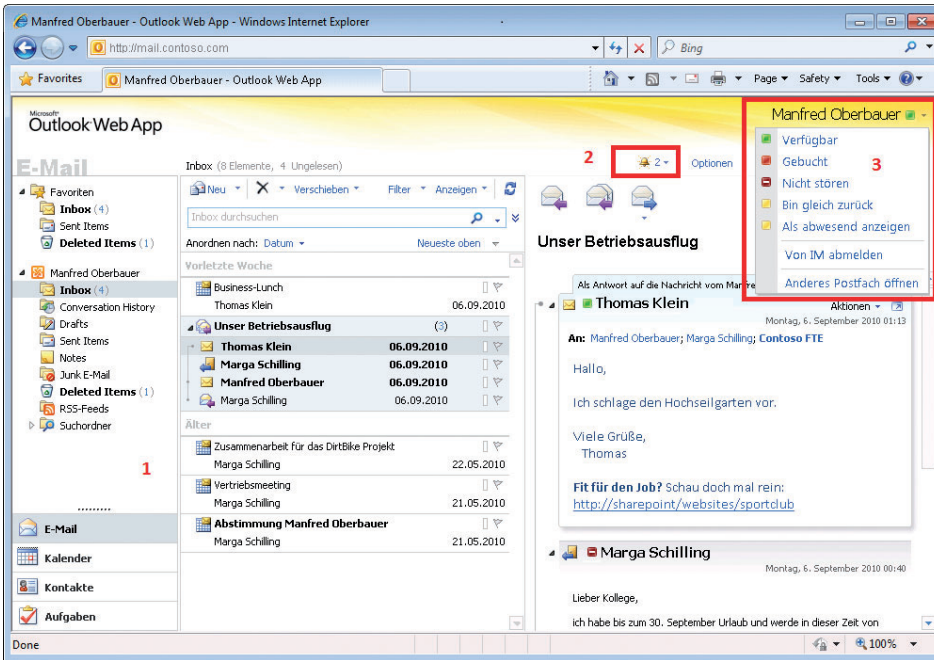 Manfred Oberbauer - Outlook Web App - Windows Internet Explorer
http://mail.contoso.com
Bing
Favorites
Manfred Oberbauer - Outlook Web App
Page
Safety
Tools
Microsoft
Outlook Web App
Manfred Oberbauer
E-Mail
Inbox (8 Elemente, 4 Ungelesen)
2
2
Optionen
Verfügbar
Gebucht
3
Nicht stören
Bin gleich zurück
Als abwesend anzeigen
Von IM abmelden
Anderes Postfach öffnen
Favoriten
Inbox (4)
Sent Items
Deleted Items (1)
Manfred Oberbauer
Inbox (4)
Conversation History
Drafts
Sent Items
Notes
Junk E-Mail
Deleted Items (1)
RSS-Feeds
Suchordner
1
E-Mail
Kalender
Kontakte
Aufgaben
Neu
Verschieben
Filter
Anzeigen
Inbox durchsuchen
Anordnen nach: Datum
Neueste oben
Vorletzte Woche
Business-Lunch
Thomas Klein 06.09.2010
Unser Betriebsausflug (3)
Thomas Klein 06.09.2010
Marga Schilling 06.09.2010
Manfred Oberbauer 06.09.2010
Marga Schilling 06.09.2010
Älter
Zusammenarbeit für das DirtBike Projekt
Marga Schilling 22.05.2010
Vertriebsmeeting
Marga Schilling 21.05.2010
Abstimmung Manfred Oberbauer
Marga Schilling 21.05.2010
Unser Betriebsausflug
Als Antwort auf die Nachricht vom
Thomas Klein
Aktionen
Montag, 6. September 2010 01:13
An: Manfred Oberbauer; Marga Schilling; Contoso FTE
Hallo,
Ich schlage den Hochseilgarten vor.
Viele Grüße,
Thomas
Fit für den Job? Schau doch mal rein:
http://sharepoint/websites/sportclub
Marga Schilling
Montag, 6. September 2010 00:40
Lieber Kollege,
ich habe bis zum 30. September Urlaub und werde in dieser Zeit von
Done
100%